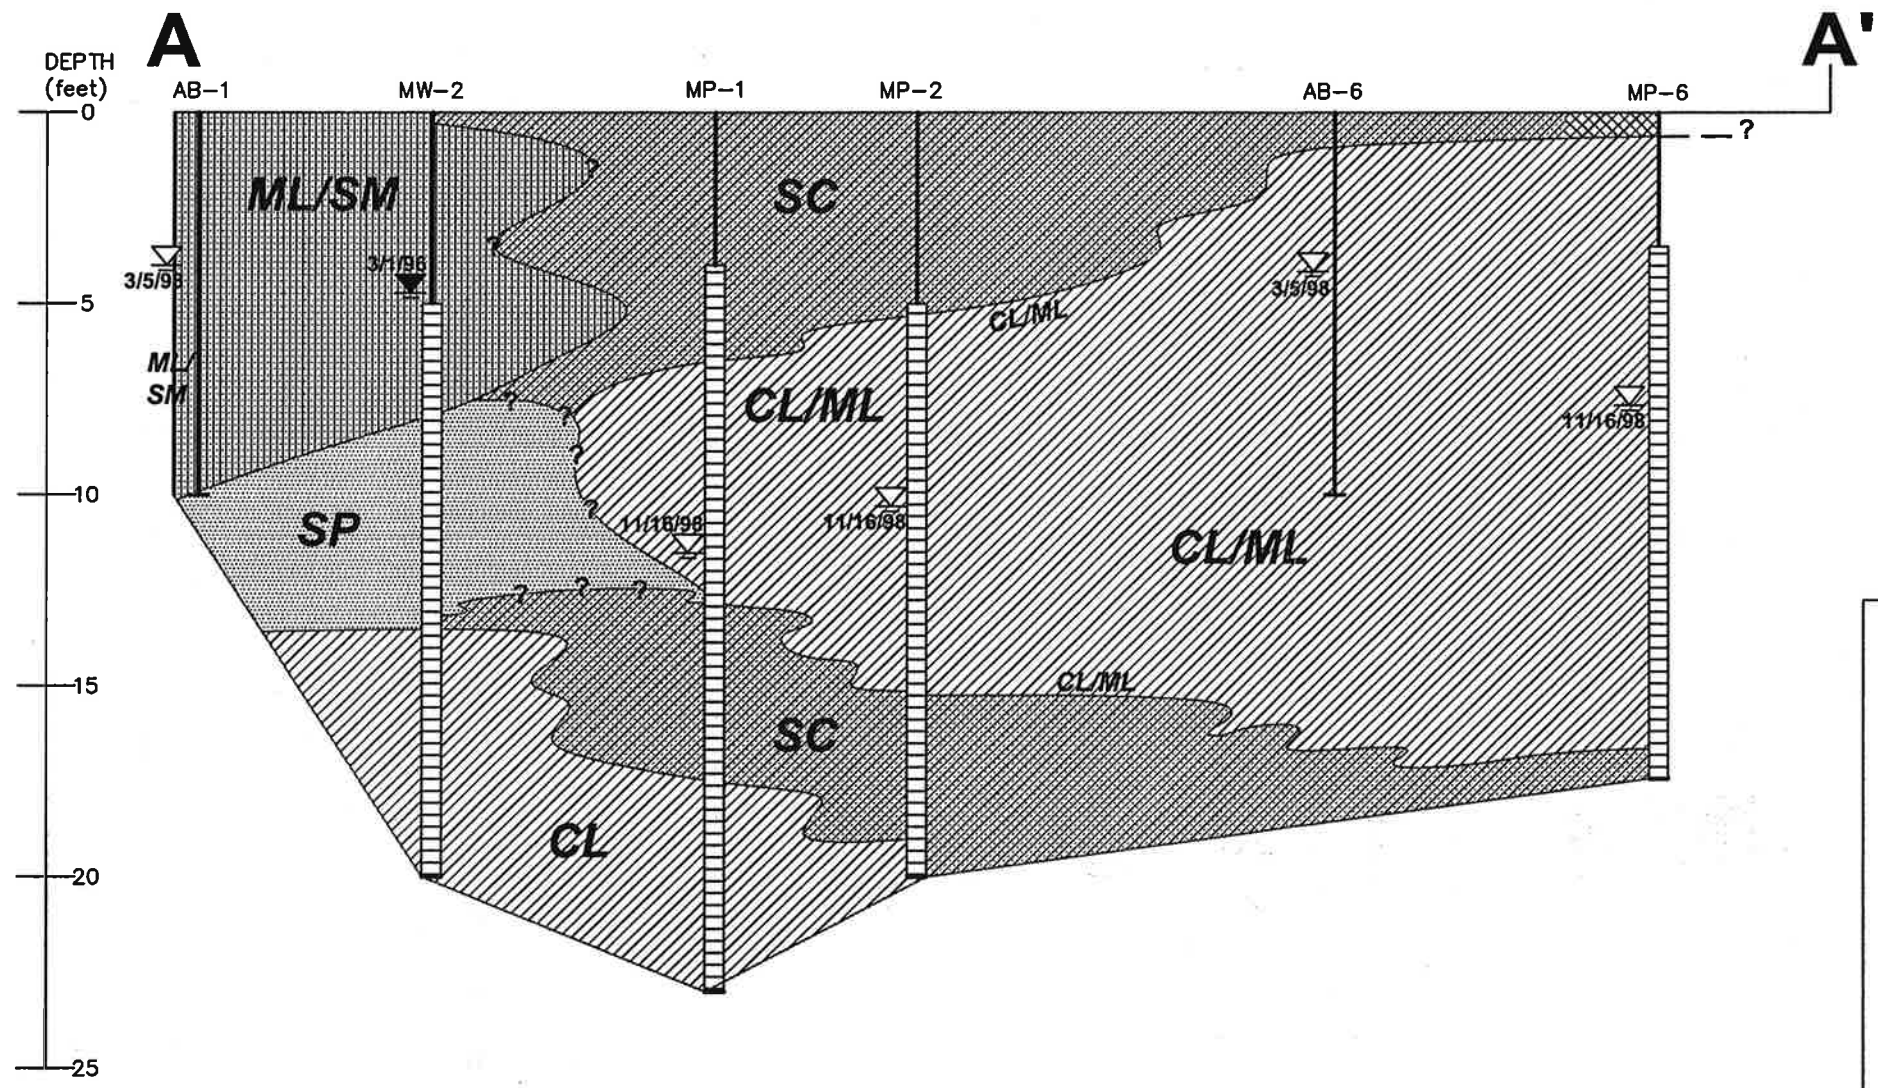 A
A'
DEPTH
(feet)
AB-1
MW-2
MP-1
MP-2
AB-6
MP-6
0
?
?
ML/SM
SC
?
3/5/98
3/1/96
3/5/98
5
CL/ML
ML/
SM
?
?
CL/ML
11/16/98
?
10
?
SP
11/16/98
11/16/98
CL/ML
?
?
?
15
CL/ML
SC
CL
20
25